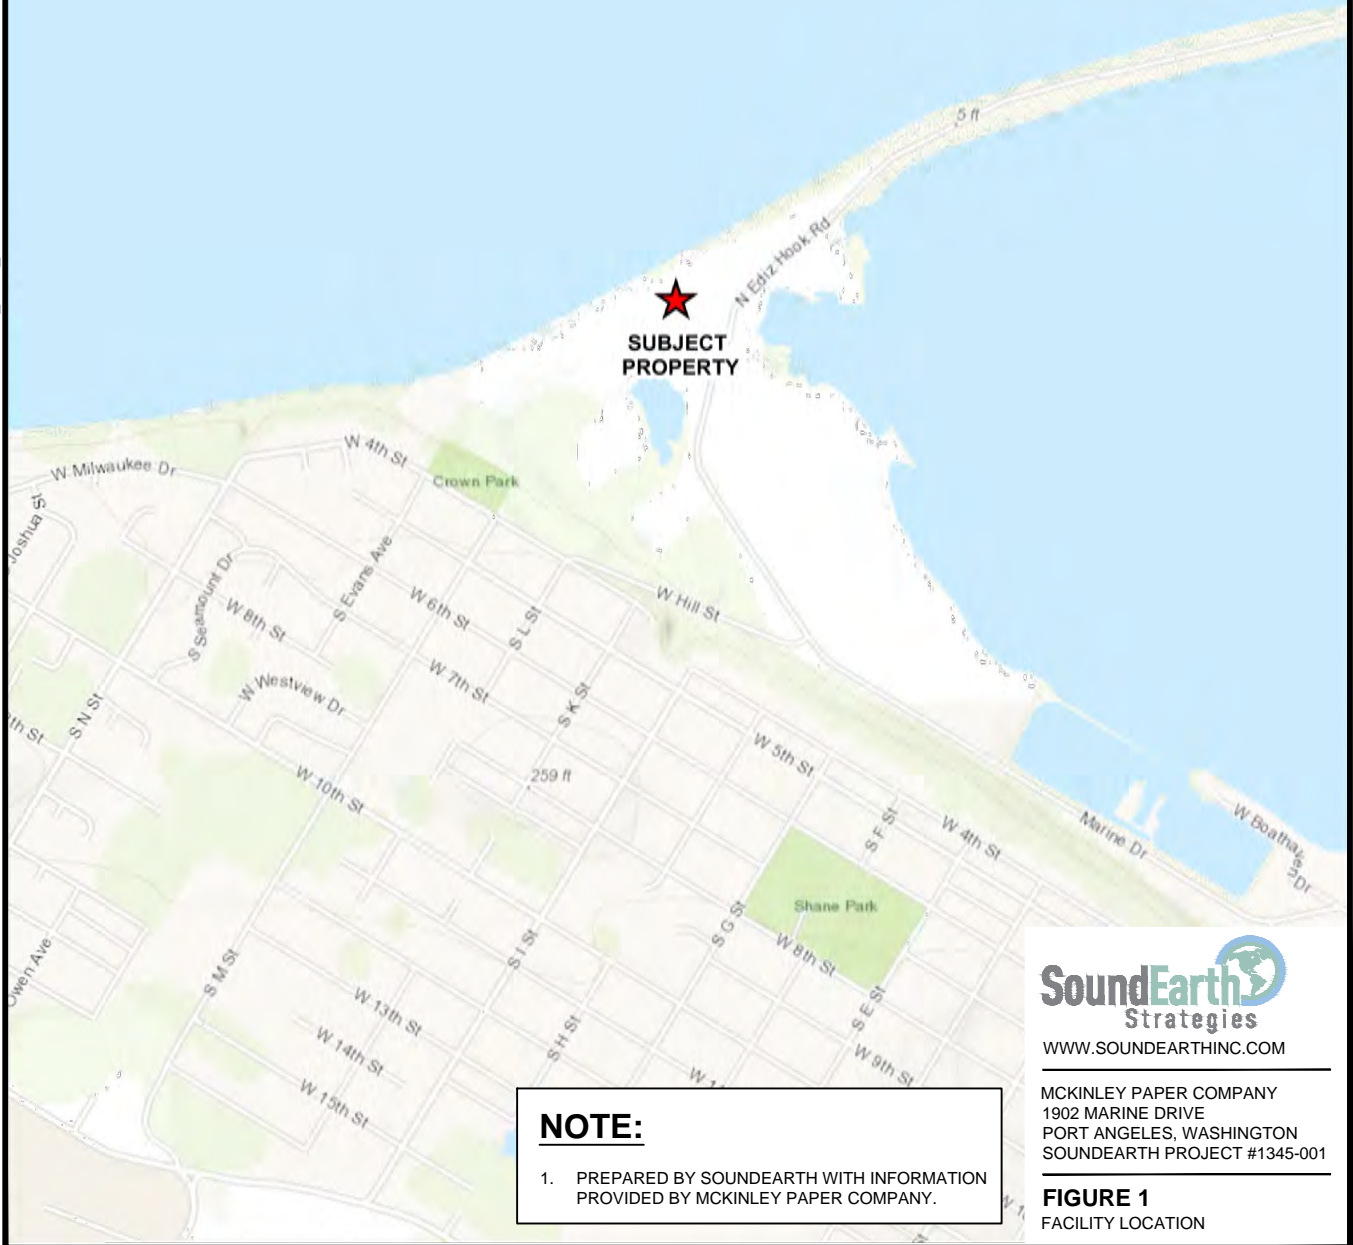 5 ft
N Ediz Hook Rd
SUBJECT
PROPERTY
W 4th St
W Milwaukee Dr
Crown Park
Joshua St
S Evans Ave
S Seamount Dr
W 6th St
W Hill St
W 8th St
S L St
W 7th St
W Westview Dr
S K St
S N St
th St
W 5th St
259 ft
W 10th St
S F St
W 4th St
Marine Dr
W Boathaven Dr
Shane Park
S G St
W 8th St
S I St
Owen Ave
S M St
W 13th St
S E St
W 14th St
S H St
W 9th St
W 15th St
W 1
W 1
SoundEarth
Strategies
WWW.SOUNDEARTHINC.COM
MCKINLEY PAPER COMPANY
1902 MARINE DRIVE
PORT ANGELES, WASHINGTON
SOUNDEARTH PROJECT #1345-001
FIGURE 1
FACILITY LOCATION
NOTE:
1. PREPARED BY SOUNDEARTH WITH INFORMATION
PROVIDED BY MCKINLEY PAPER COMPANY.